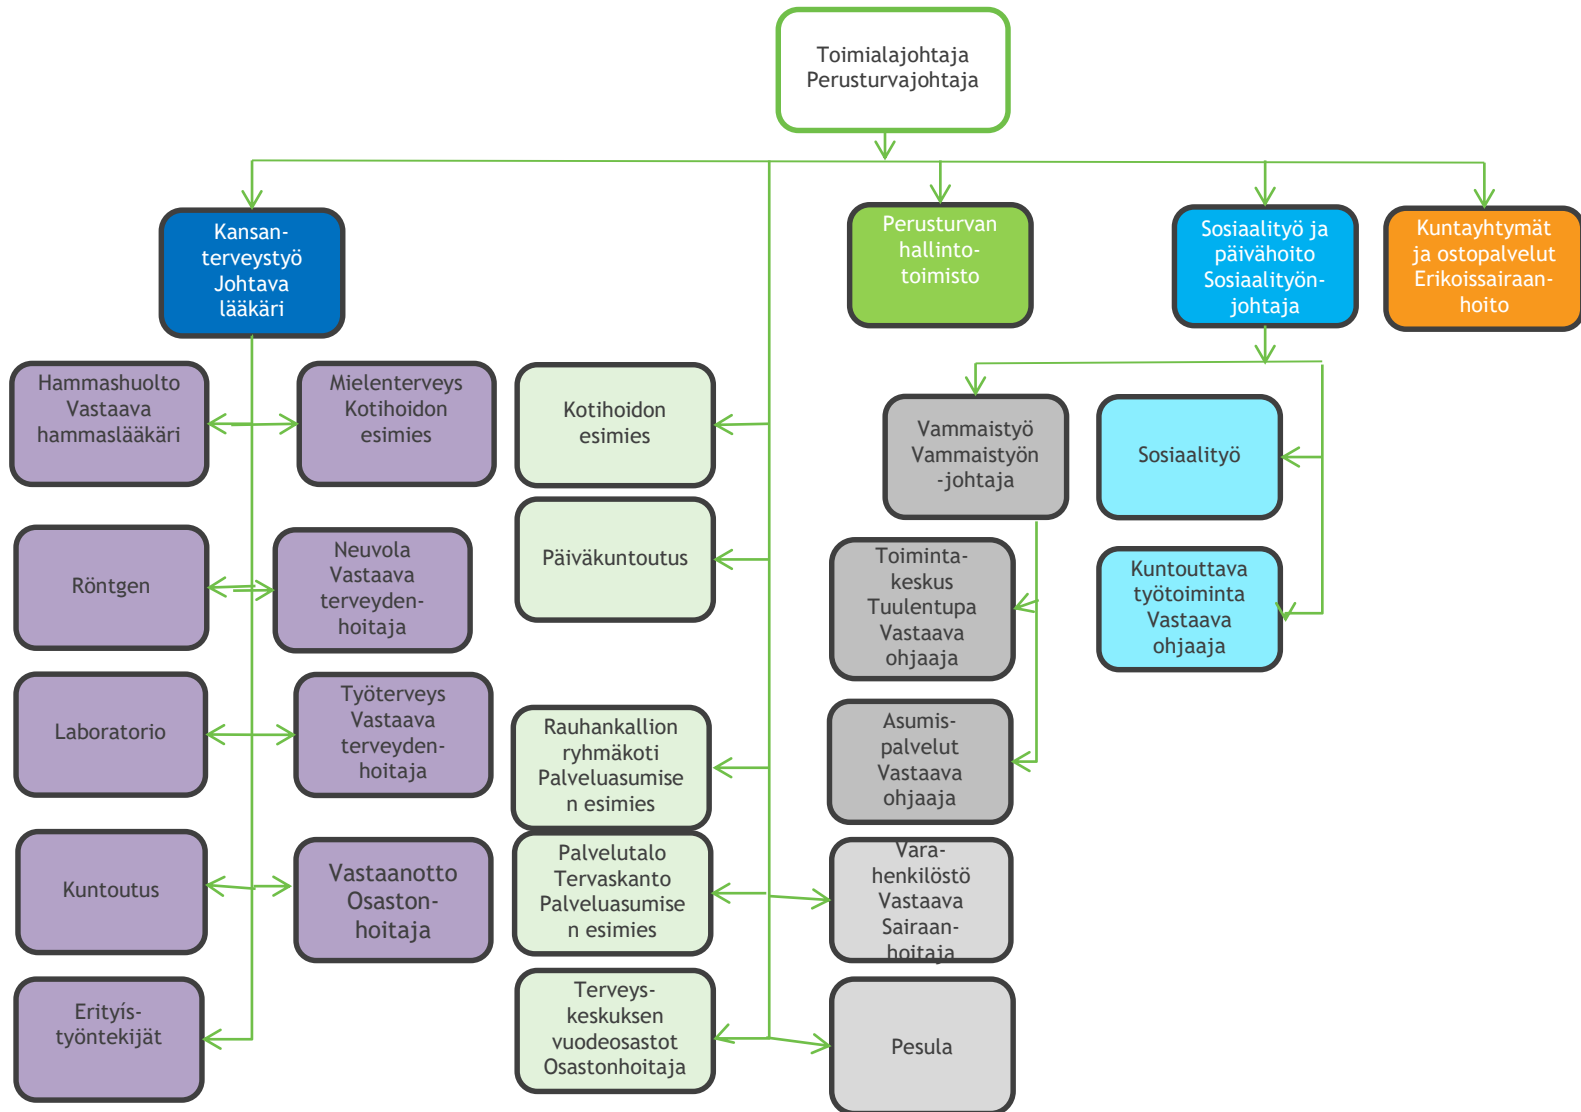 Toimialajohtaja
Perusturvajohtaja
Kansan-
terveystyö
Johtava
lääkäri
Perusturvan
hallinto-
toimisto
Sosiaalityö ja
päivähoito
Sosiaalityön-
johtaja
Kuntayhtymät
ja ostopalvelut
Erikoissairaan-
hoito
Hammashuolto
Vastaava
hammaslääkäri
Mielenterveys
Kotihoidon
esimies
Kotihoidon
esimies
Vammaistyö
Vammaistyön
-johtaja
Sosiaalityö
Röntgen
Neuvola
Vastaava
terveyden-
hoitaja
Päiväkuntoutus
Toiminta-
keskus
Tuulentupa
Vastaava
ohjaaja
Kuntouttava
työtoiminta
Vastaava
ohjaaja
Laboratorio
Työterveys
Vastaava
terveyden-
hoitaja
Rauhankallion
ryhmäkoti
Palveluasumise
n esimies
Asumis-
palvelut
Vastaava
ohjaaja
Kuntoutus
Vastaanotto
Osaston-
hoitaja
Palvelutalo
Tervaskanto
Palveluasumise
n esimies
Vara-
henkilöstö
Vastaava
Sairaan-
hoitaja
Erityís-
työntekijät
Terveys-
keskuksen
vuodeosastot
Osastonhoitaja
Pesula